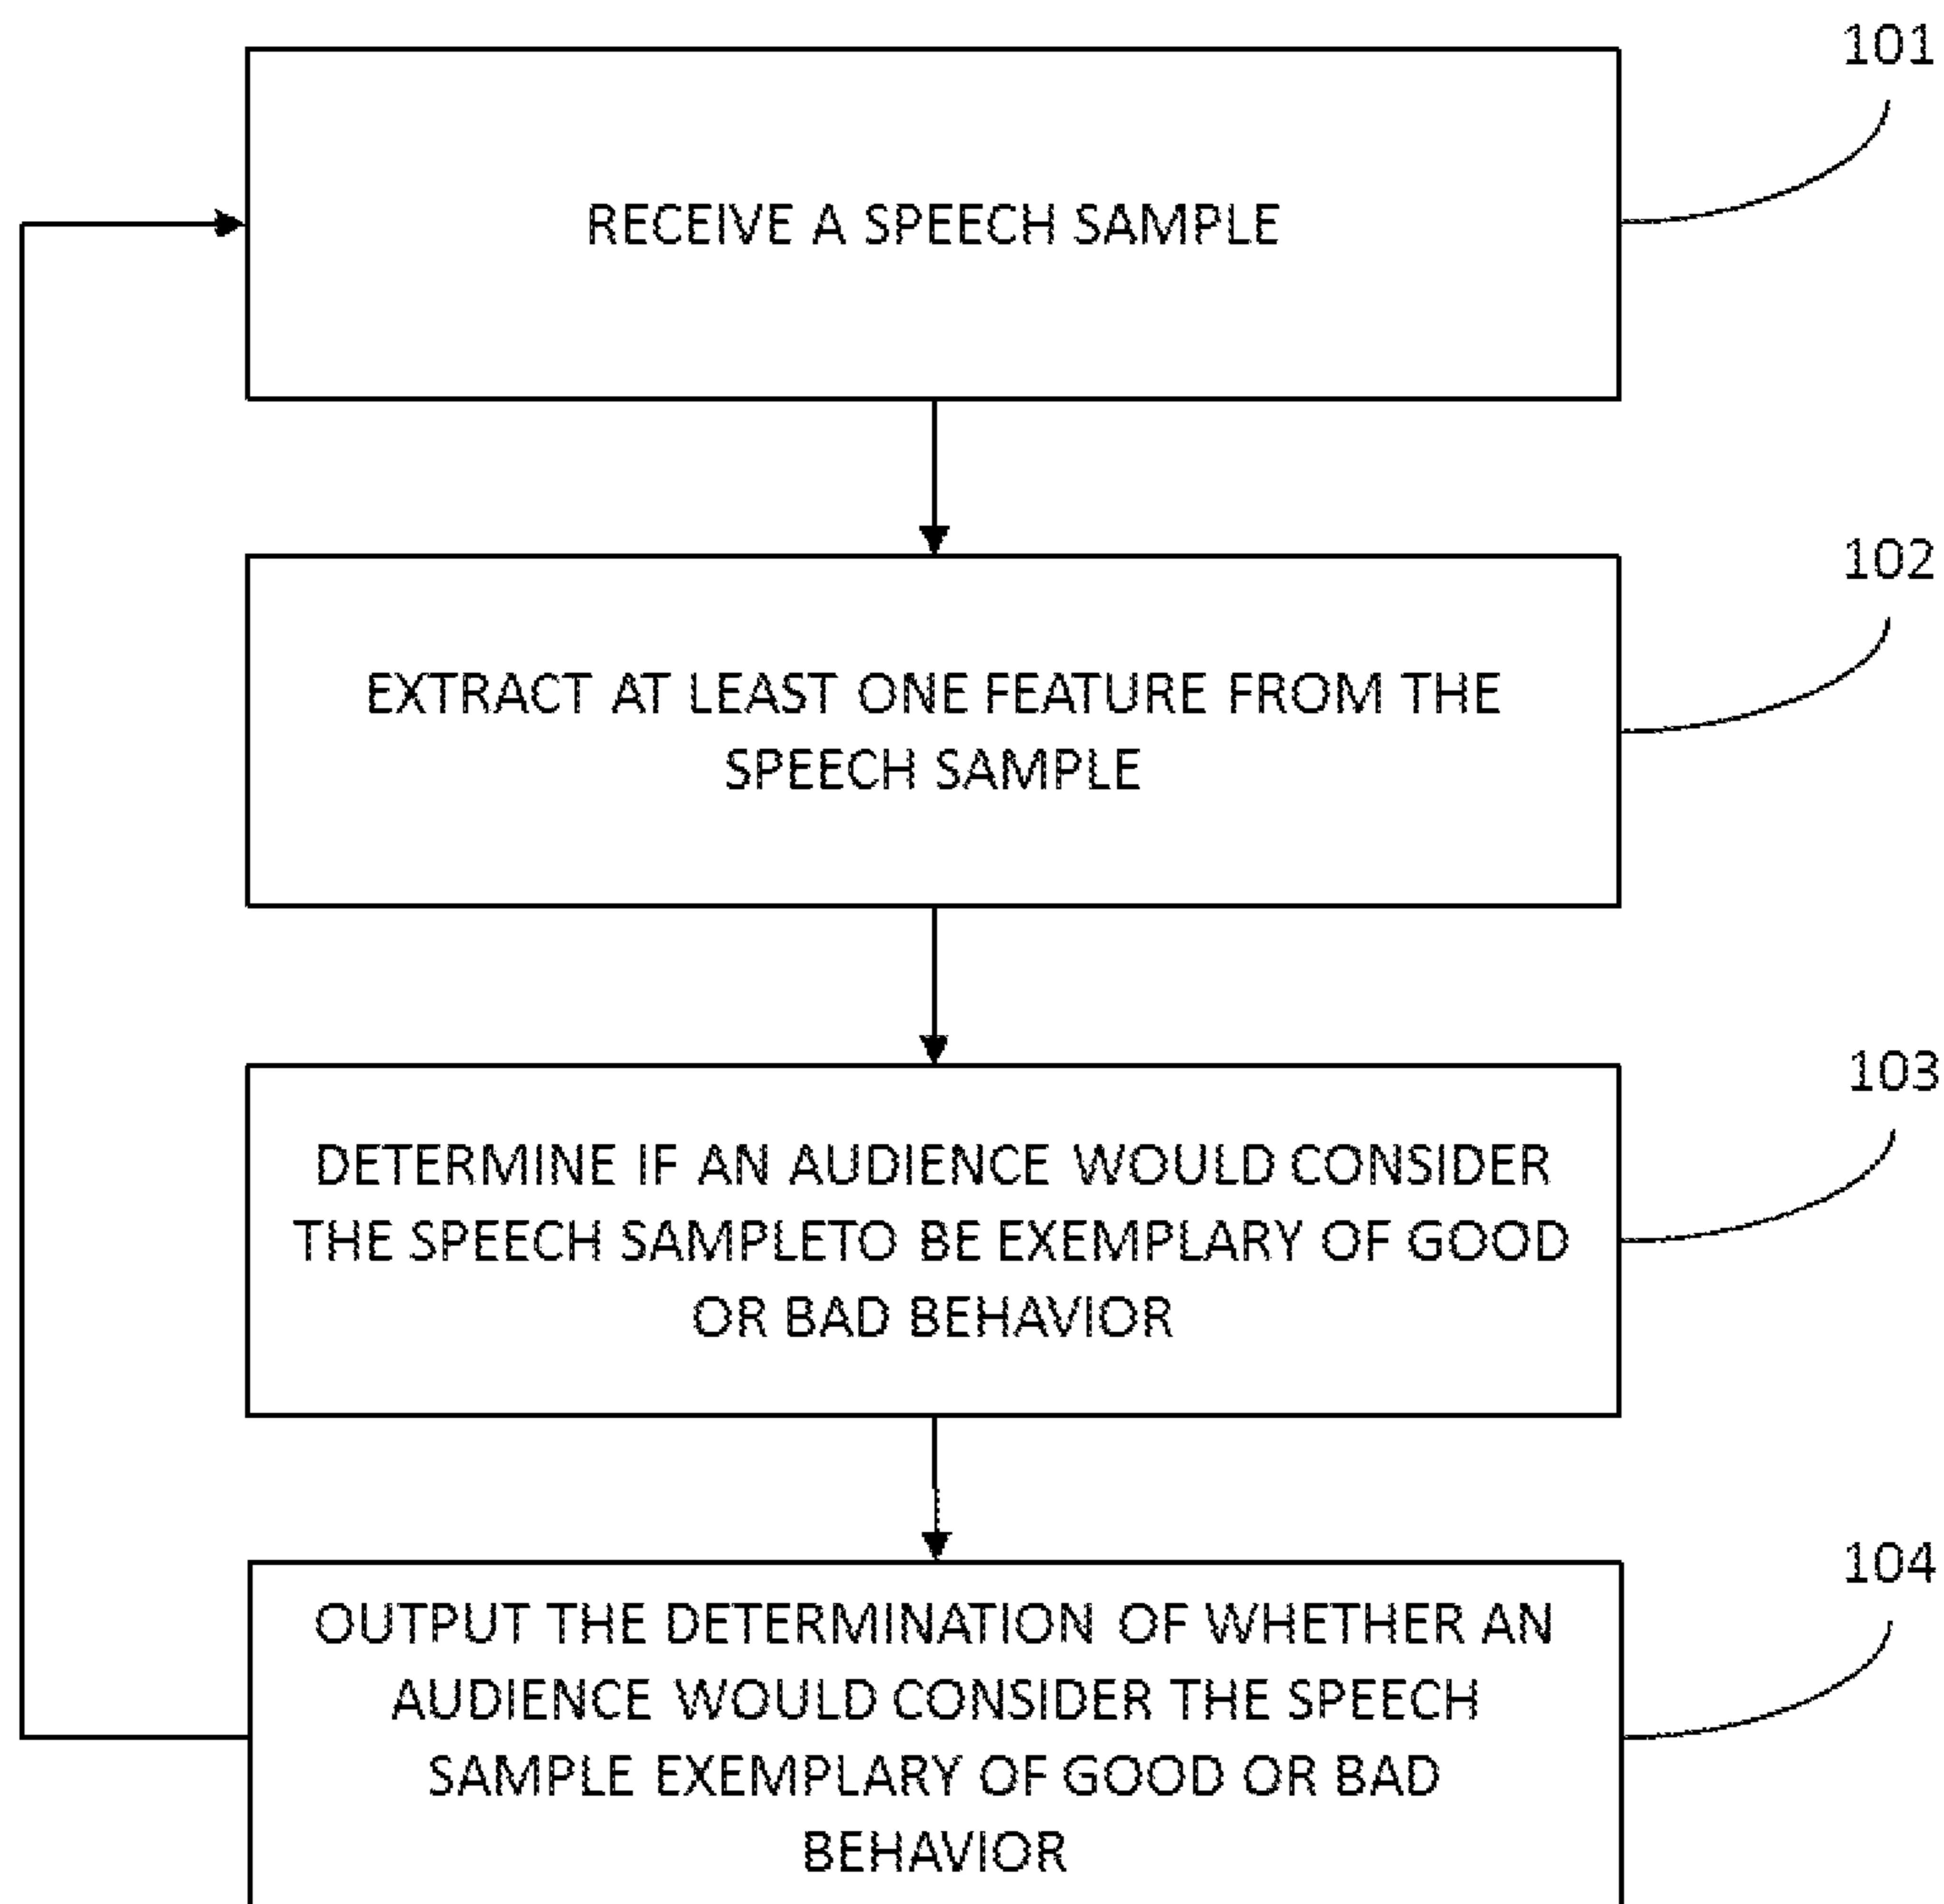 101
RECEIVE A SPEECH SAMPLE
102
EXTRACT AT LEAST ONE FEATURE FROM THE
SPEECH SAMPLE
103
DETERMINE IF AN AUDIENCE WOULD CONSIDER
THE SPEECH SAMPLETO BE EXEMPLARY OF GOOD
OR BAD BEHAVIOR
104
OUTPUT THE DETERMINATION OF WHETHER AN
AUDIENCE WOULD CONSIDER THE SPEECH
SAMPLE EXEMPLARY OF GOOD OR BAD
BEHAVIOR